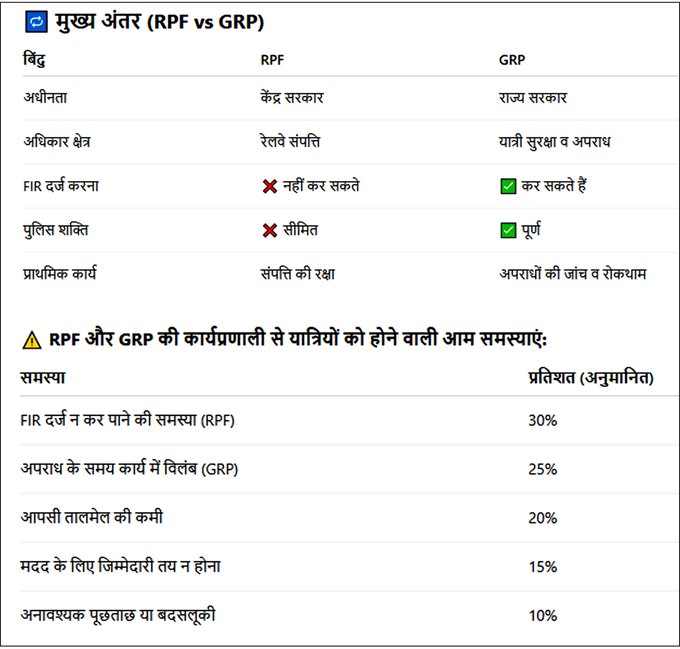 मुख्य अंतर (RPF vs GRP)
बिंदु RPF GRP
अधीनता केंद्र सरकार राज्य सरकार
अधिकार क्षेत्र रेलवे संपत्ति यात्री सुरक्षा व अपराध
FIR दर्ज करना ❌ नहीं कर सकते ✅ कर सकते हैं
पुलिस शक्ति ❌ सीमित ✅ पूर्ण
प्राथमिक कार्य संपत्ति की रक्षा अपराधों की जांच व रोकथाम
⚠️ RPF और GRP की कार्यप्रणाली से यात्रियों को होने वाली आम समस्याएं:
समस्या प्रतिशत (अनुमानित)
FIR दर्ज न कर पाने की समस्या (RPF) 30%
अपराध के समय कार्य में विलंब (GRP) 25%
आपसी तालमेल की कमी 20%
मदद के लिए जिम्मेदारी तय न होना 15%
अनावश्यक पूछताछ या बदसलूकी 10%